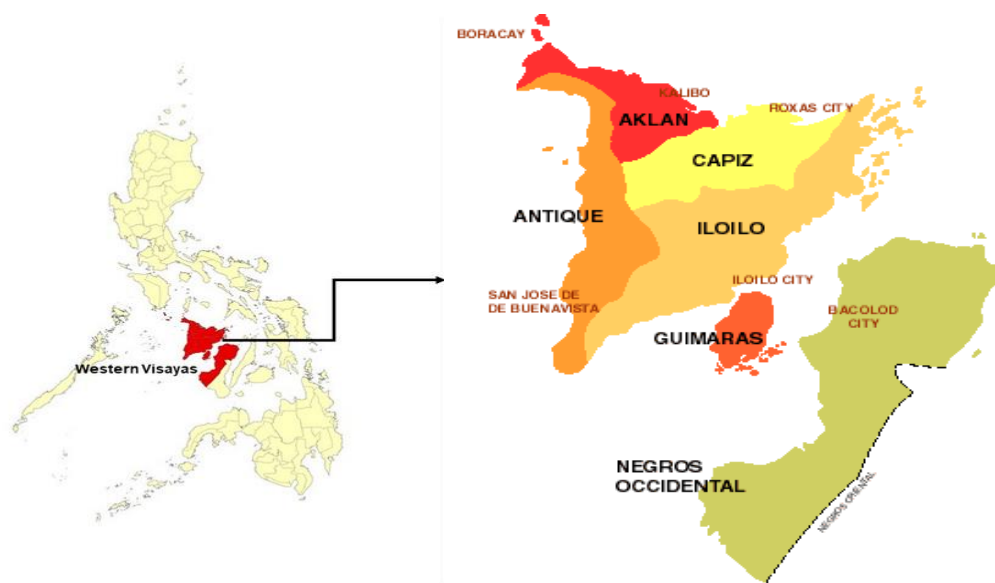 BORACAY
KALIBO
ROXAS CITY
AKLAN
CAPIZ
ANTIQUE
ILOILO
ILOILO CITY
SAN JOSE DE
DE BUENAVISTA
BACOLOD
CITY
GUIMARAS
Western Visayas
NEGROS
OCCIDENTAL
NEGROS ORIENTAL